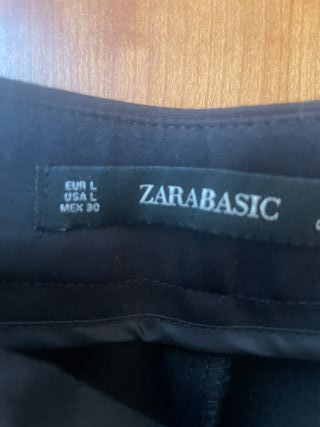 EUR L
USA L
MEX 30
ZARABASIC